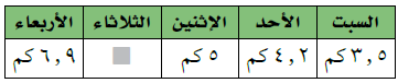 السبت الأحد الإثنين الثلاثاء الأربعاء
٣,٥ كم ٤,٢ كم ٥ كم ٦,٩ كم